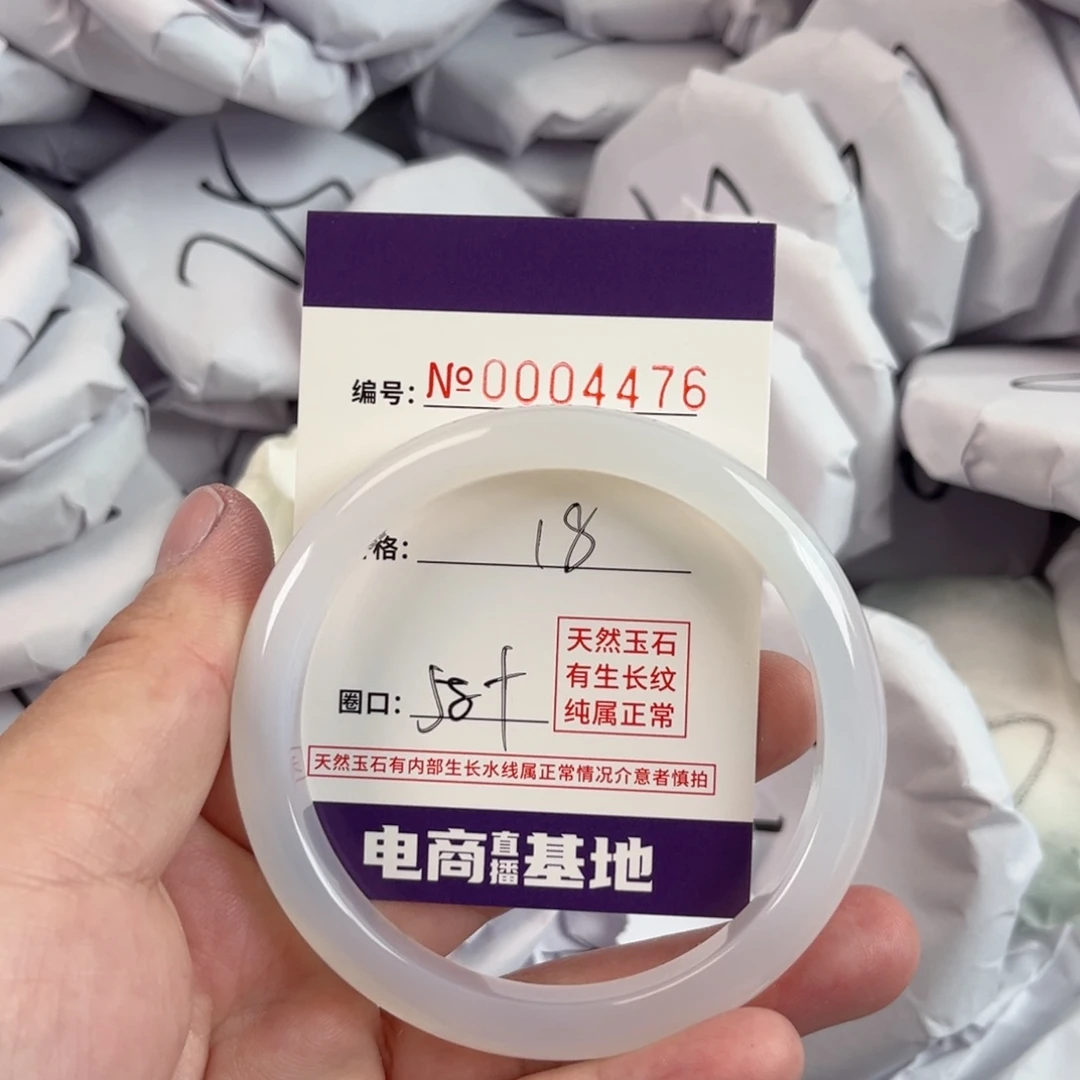 编号: №0004476
格: 18
天然玉石
有生长纹
纯属正常
圈口: 58+
天然玉石有内部生长水线属正常情况介意者慎拍
电商直播基地